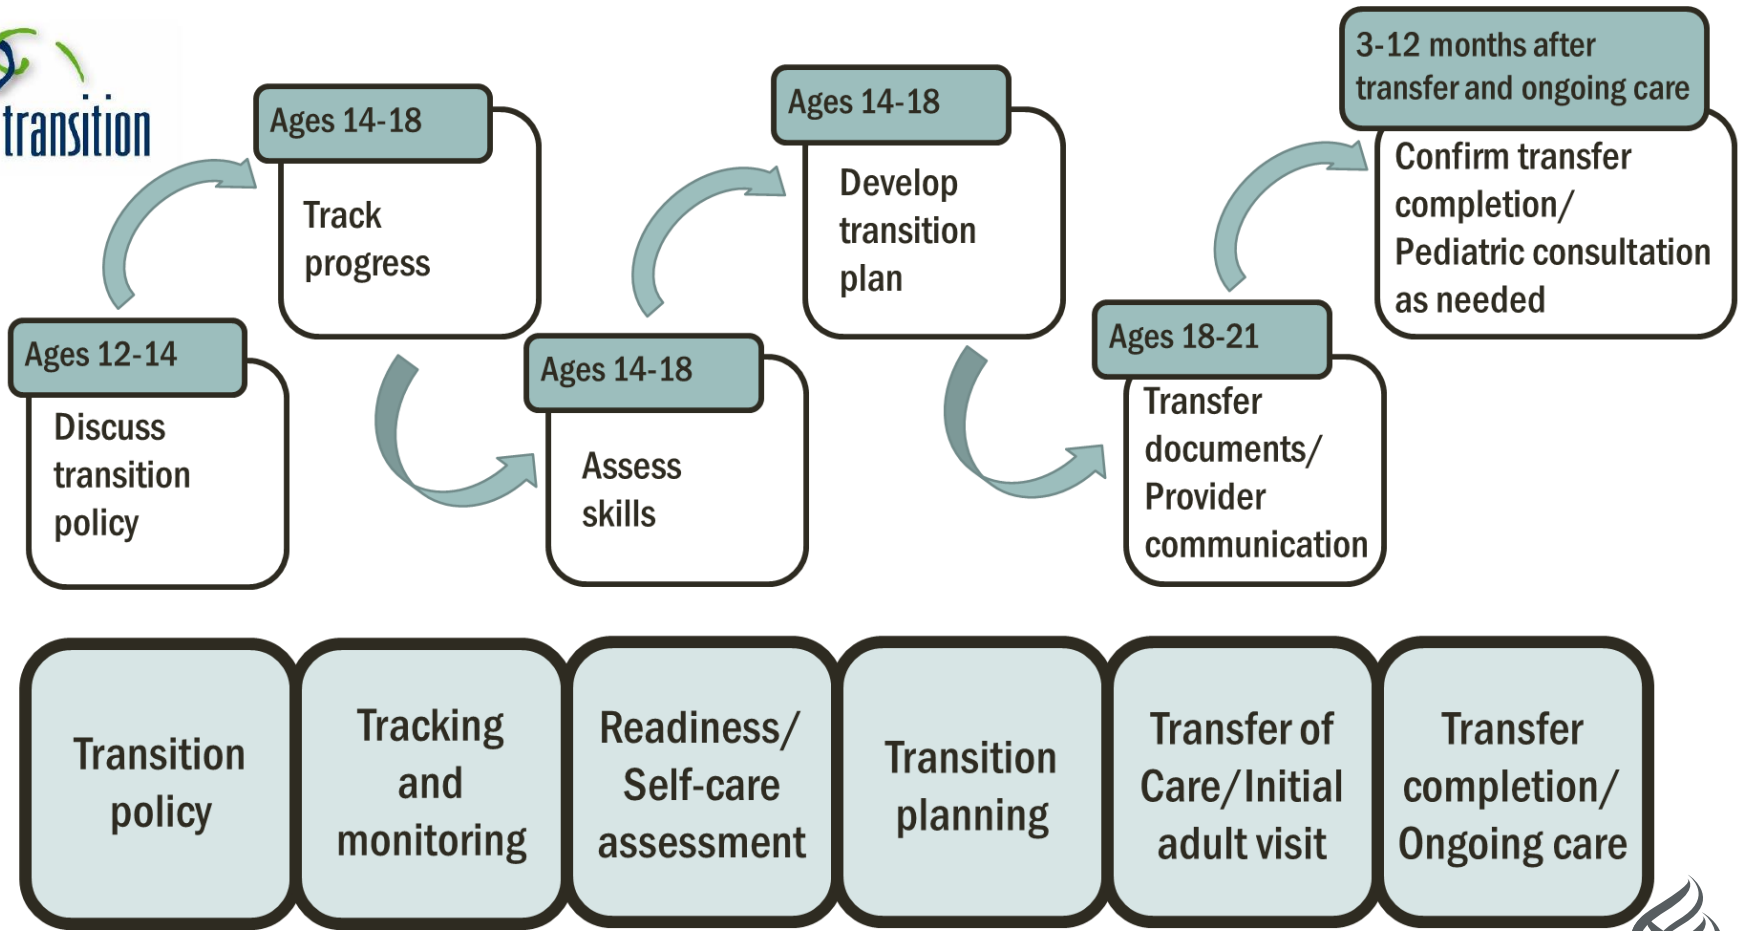 transition
Ages 12-14
Discuss
transition
policy
Ages 14-18
Track
progress
Ages 14-18
Assess
skills
Ages 14-18
Develop
transition
plan
Ages 18-21
Transfer
documents/
Provider
communication
3-12 months after
transfer and ongoing care
Confirm transfer
completion/
Pediatric consultation
as needed
Transition
policy
Tracking
and
monitoring
Readiness/
Self-care
assessment
Transition
planning
Transfer of
Care/Initial
adult visit
Transfer
completion/
Ongoing care